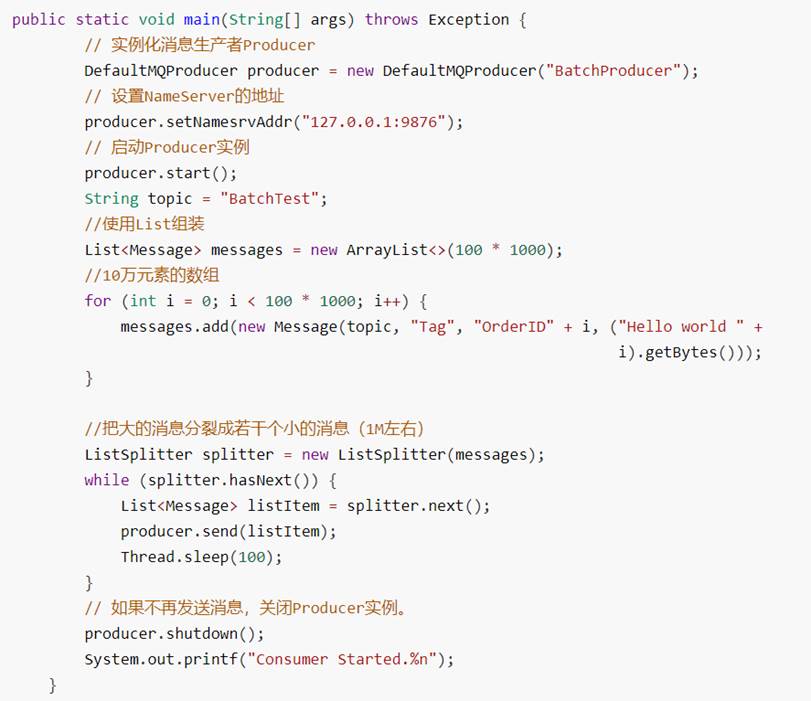 public static void main(String[] args) throws Exception {
// 实例化消息生产者Producer
DefaultMQProducer producer = new DefaultMQProducer("BatchProducer");
// 设置NameServer的地址
producer.setNamesrvAddr("127.0.0.1:9876");
// 启动Producer实例
producer.start();
String topic = "BatchTest";
//使用List组装
List<Message> messages = new ArrayList<>(100 * 1000);
//10万元素的数组
for (int i = 0; i < 100 * 1000; i++) {
messages.add(new Message(topic, "Tag", "OrderID" + i, ("Hello world " +
i).getBytes()));
}
//把大的消息分裂成若干个小的消息（1M左右）
ListSplitter splitter = new ListSplitter(messages);
while (splitter.hasNext()) {
List<Message> listItem = splitter.next();
producer.send(listItem);
Thread.sleep(100);
}
// 如果不再发送消息，关闭Producer实例。
producer.shutdown();
System.out.printf("Consumer Started.%n");
}